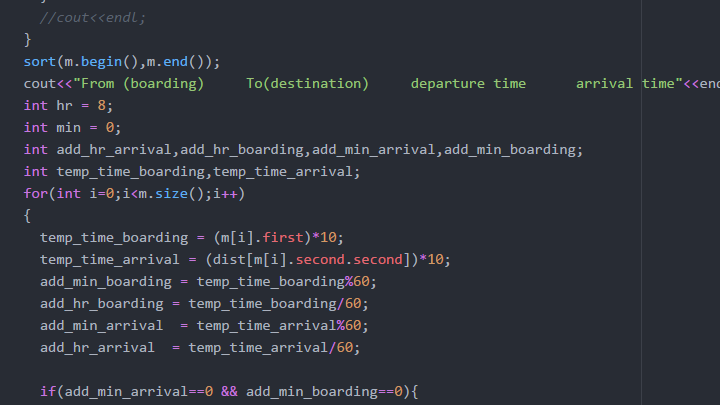 //cout<<endl;
}
sort(m.begin(),m.end());
cout<<"From (boarding)     To(destination)     departure time      arrival time"<<
int hr = 8;
int min = 0;
int add_hr_arrival,add_hr_boarding,add_min_arrival,add_min_boarding;
int temp_time_boarding,temp_time_arrival;
for(int i=0;i<m.size();i++)
{
temp_time_boarding = (m[i].first)*10;
temp_time_arrival = (dist[m[i].second.second])*10;
add_min_boarding = temp_time_boarding%60;
add_hr_boarding = temp_time_boarding/60;
add_min_arrival  = temp_time_arrival%60;
add_hr_arrival  = temp_time_arrival/60;
if(add_min_arrival==0 && add_min_boarding==0){